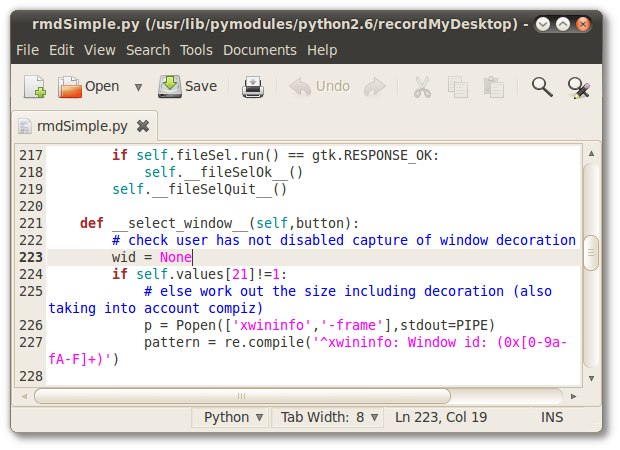 rmdSimple.py (/usr/lib/pymodules/python2.6/recordMyDesktop) -
File Edit View Search Tools Documents Help
Open Save Undo
rmdSimple.py
217 if self.fileSel.run() == gtk.RESPONSE_OK:
218 self.__fileSelOk__()
219 self.__fileSelQuit__()
220
221 def __select_window__(self,button):
222 # check user has not disabled capture of window decoration
223 wid = None
224 if self.values[21]!=1:
225 # else work out the size including decoration (also
taking into account compiz)
226 p = Popen(['xwininfo','-frame'],stdout=PIPE)
227 pattern = re.compile('^xwininfo: Window id: (0x[0-9a-
fA-F]+)')
228
Python Tab Width: 8 Ln 223, Col 19 INS